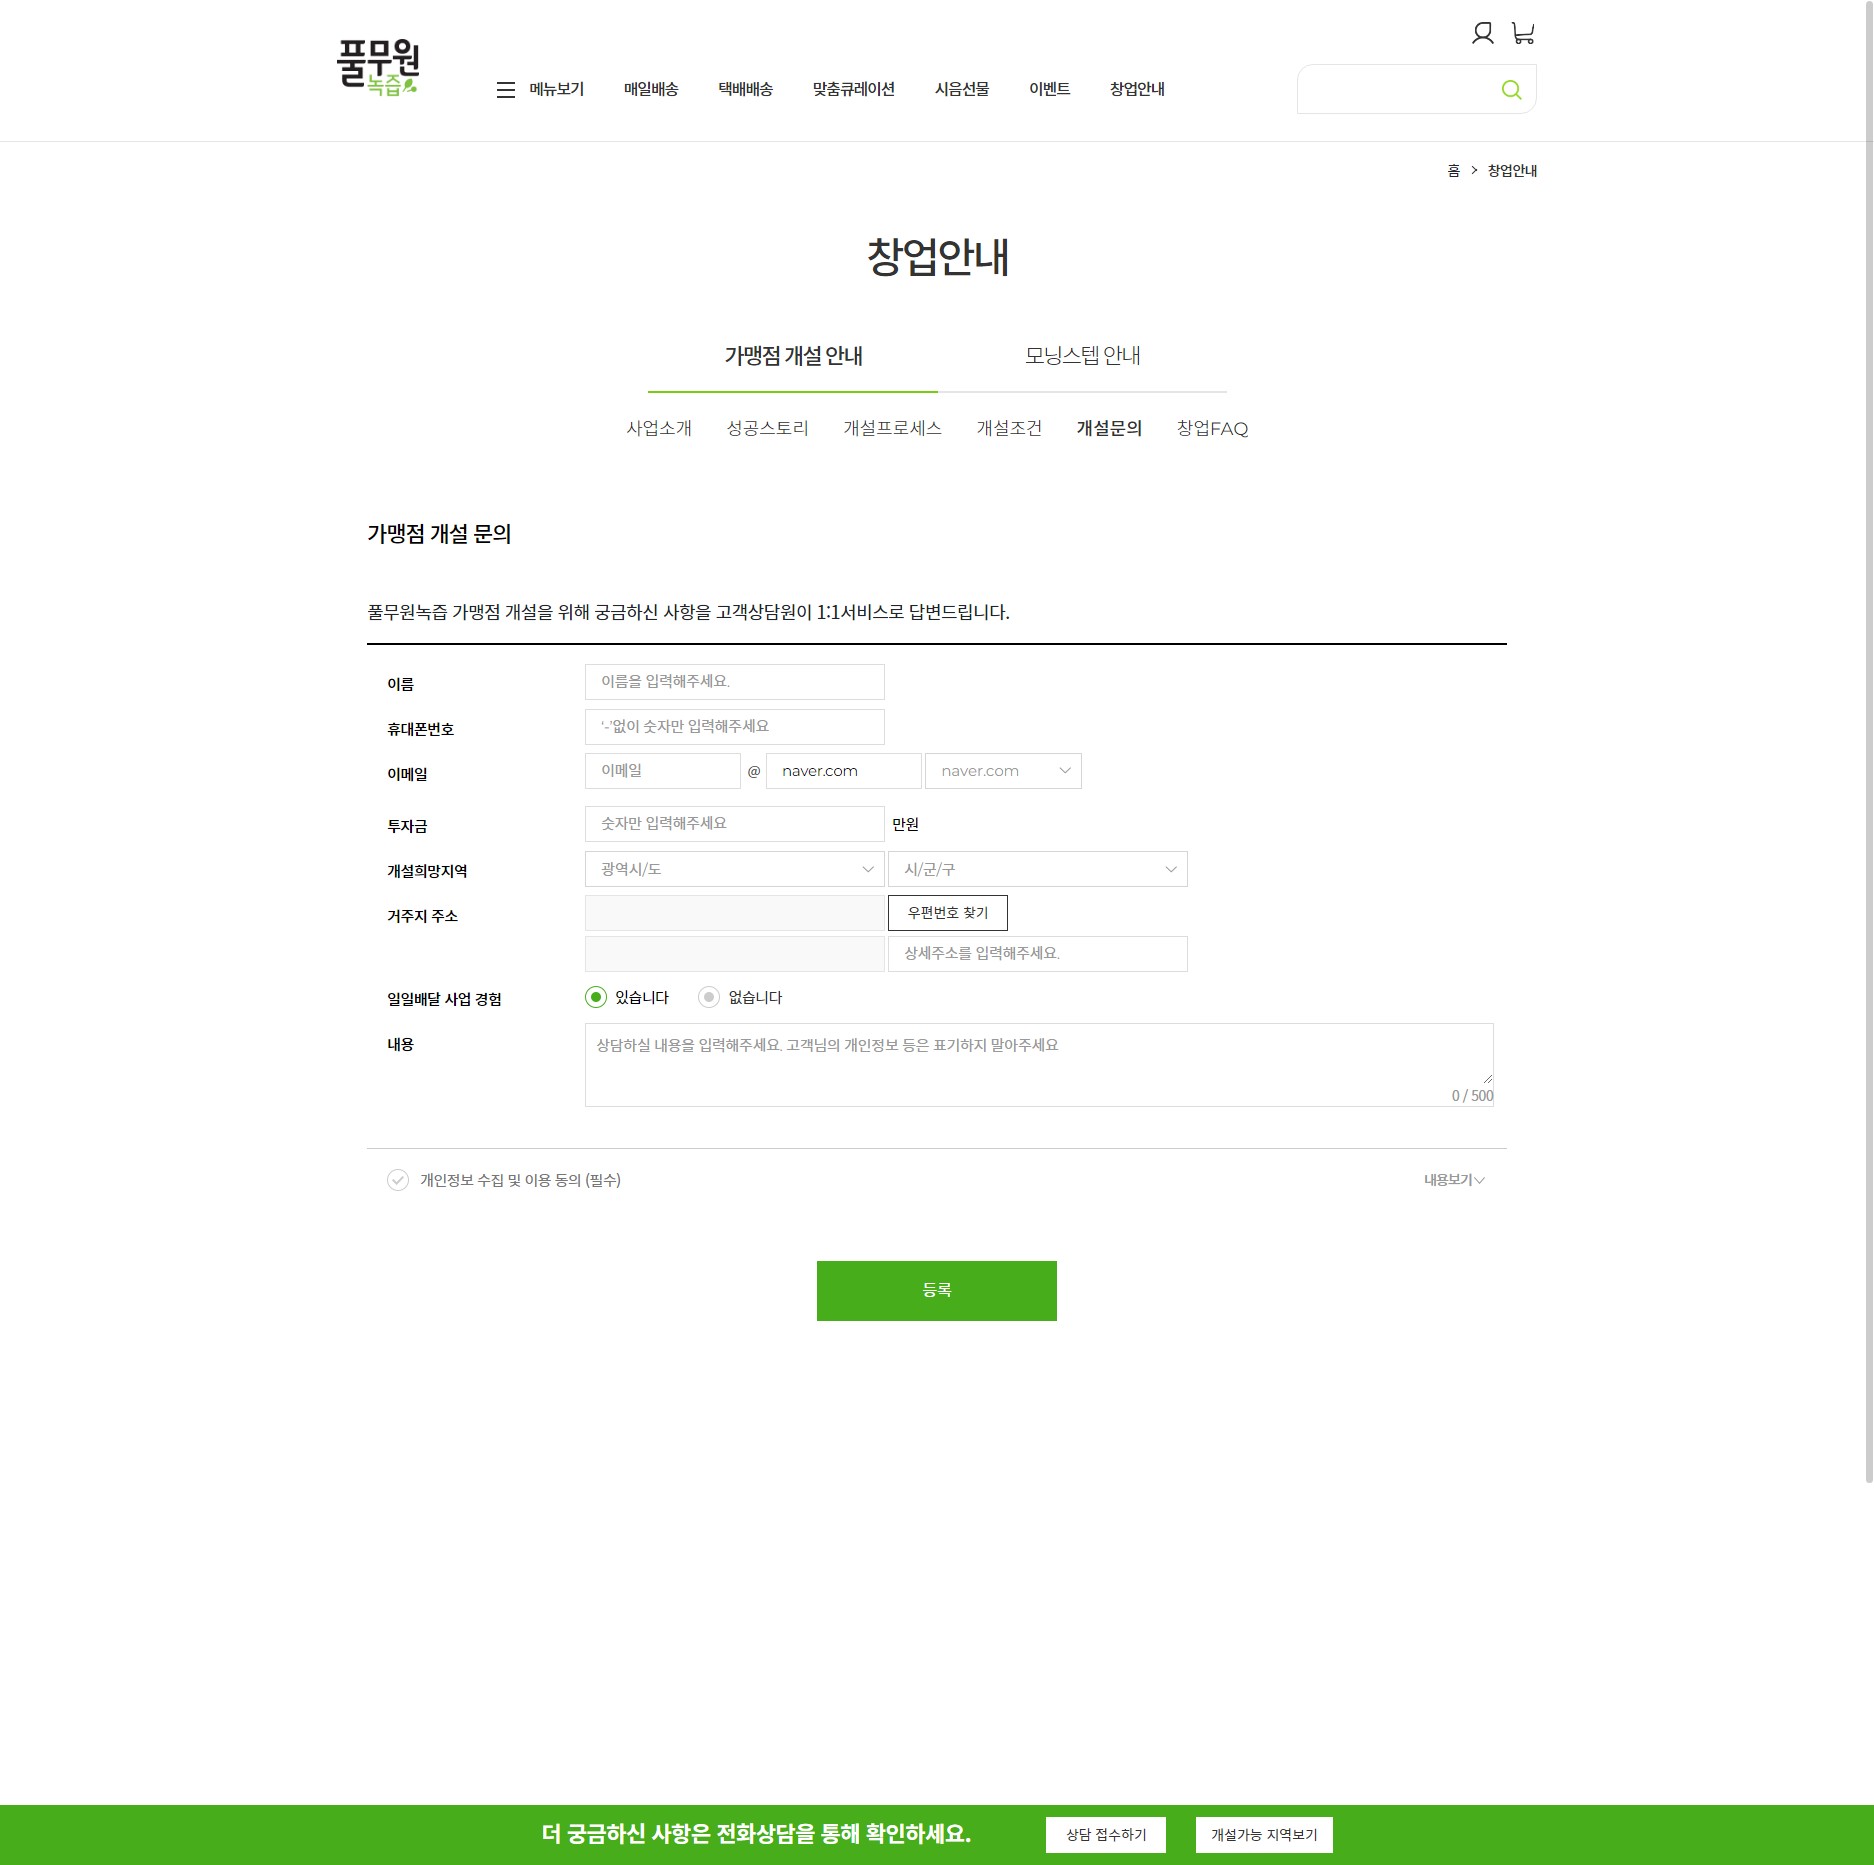 풀무원
녹즙
메뉴보기 매일배송 택배배송 맞춤큐레이션 시음선물 이벤트 창업안내
홈 > 창업안내
창업안내
가맹점 개설 안내 모닝스텝 안내
사업소개 성공스토리 개설프로세스 개설조건 개설문의 창업FAQ
가맹점 개설 문의
풀무원녹즙 가맹점 개설을 위해 궁금하신 사항을 고객상담원이 1:1서비스로 답변드립니다.
이름 이름을 입력해주세요.
휴대폰번호 '-'없이 숫자만 입력해주세요
이메일 이메일 @ naver.com naver.com
투자금 숫자만 입력해주세요 만원
개설희망지역 광역시/도 시/군/구
거주지 주소 우편번호 찾기
상세주소를 입력해주세요.
일일배달 사업 경험 있습니다 없습니다
내용 상담하실 내용을 입력해주세요. 고객님의 개인정보 등은 표기하지 말아주세요
0 / 500
개인정보 수집 및 이용 동의 (필수) 내용보기
등록
더 궁금하신 사항은 전화상담을 통해 확인하세요. 상담 접수하기 개설가능 지역보기